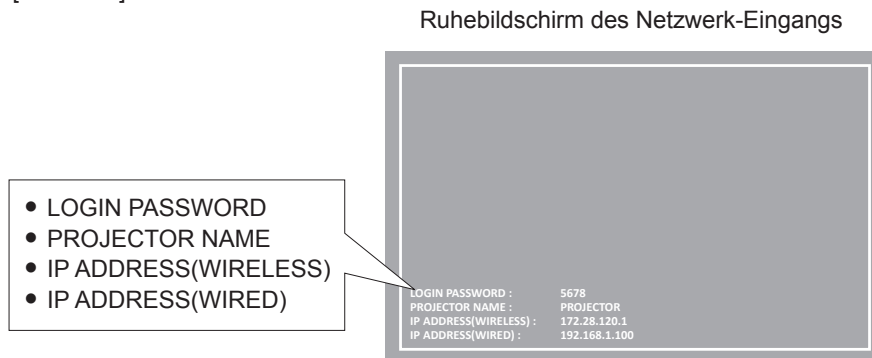 Ruhebildschirm des Netzwerk-Eingangs
• LOGIN PASSWORD
• PROJECTOR NAME
• IP ADDRESS(WIRELESS)
• IP ADDRESS(WIRED)
LOGIN PASSWORD : 5678
PROJECTOR NAME : PROJECTOR
IP ADDRESS(WIRELESS) : 172.28.120.1
IP ADDRESS(WIRED) : 192.168.1.100